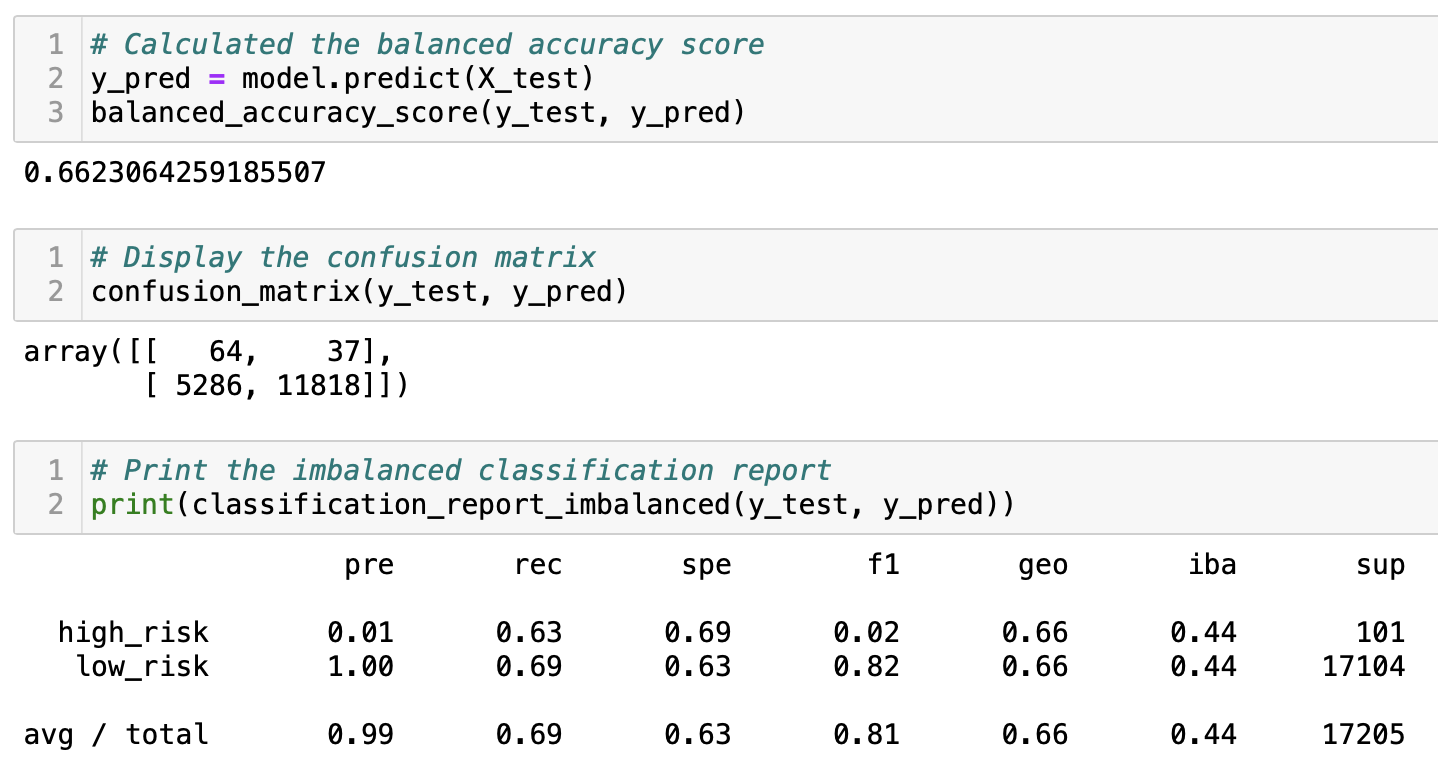 1 # Calculated the balanced accuracy score
2 y_pred = model.predict(X_test)
3 balanced_accuracy_score(y_test, y_pred)
0.6623064259185507
1 # Display the confusion matrix
2 confusion_matrix(y_test, y_pred)
array([[   64,    37],
       [ 5286, 11818]])
1 # Print the imbalanced classification report
2 print(classification_report_imbalanced(y_test, y_pred))
                   pre       rec       spe        f1       geo       iba       sup
  high_risk       0.01      0.63      0.69      0.02      0.66      0.44       101
   low_risk       1.00      0.69      0.63      0.82      0.66      0.44     17104
avg / total       0.99      0.69      0.63      0.81      0.66      0.44     17205